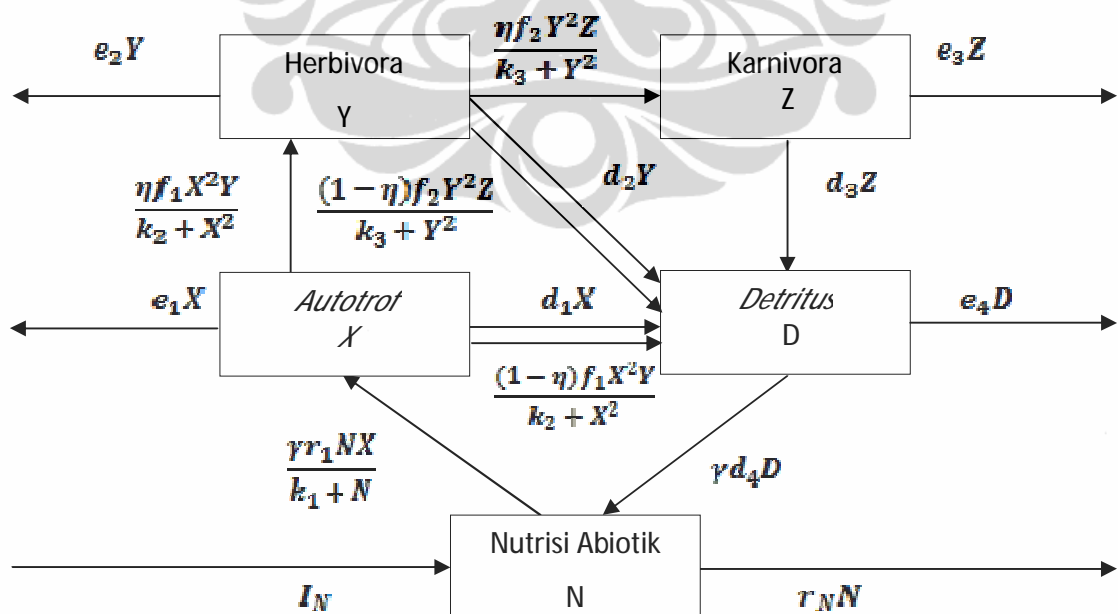 e₂Y
Herbivora
Y
ηf₂Y²Z / k₃ + Y²
Karnivora
Z
e₃Z
ηf₁X²Y / k₂ + X²
(1 − η)f₂Y²Z / k₃ + Y²
d₂Y
d₃Z
e₁X
Autotrof
X
d₁X
Detritus
D
e₄D
(1 − η)f₁X²Y / k₂ + X²
γr₁NX / k₁ + N
γd₄D
Nutrisi Abiotik
N
I_N
r_N N